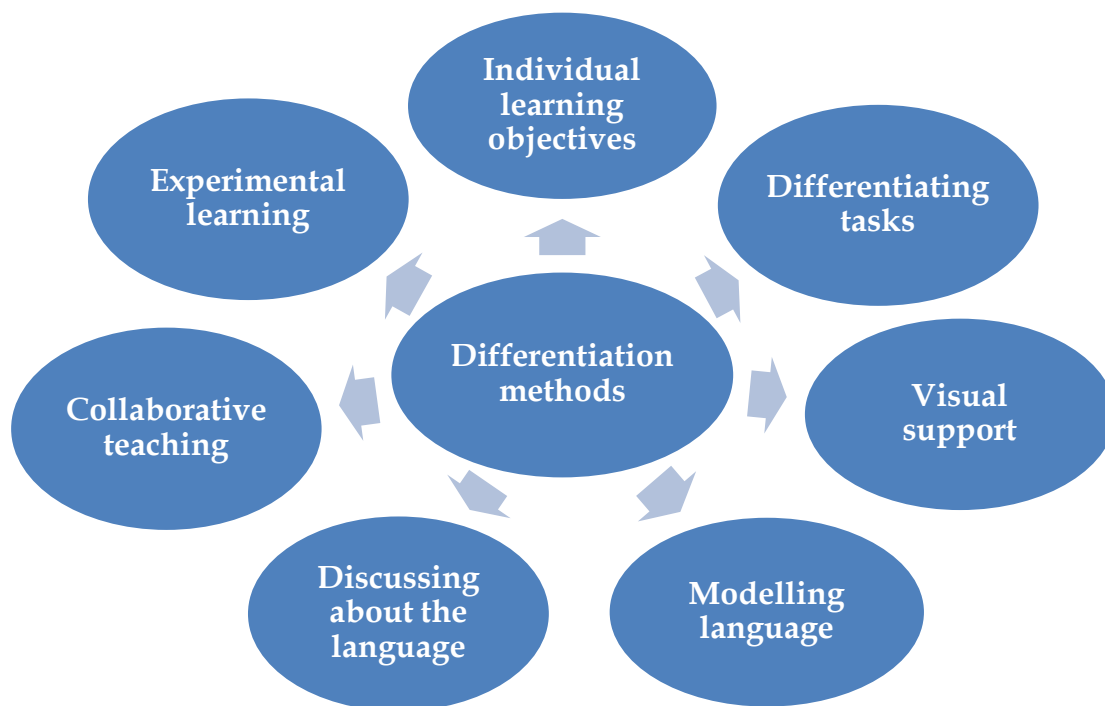 Individual
learning
objectives
Differentiating
tasks
Visual
support
Modelling
language
Discussing
about the
language
Collaborative
teaching
Experimental
learning
Differentiation
methods